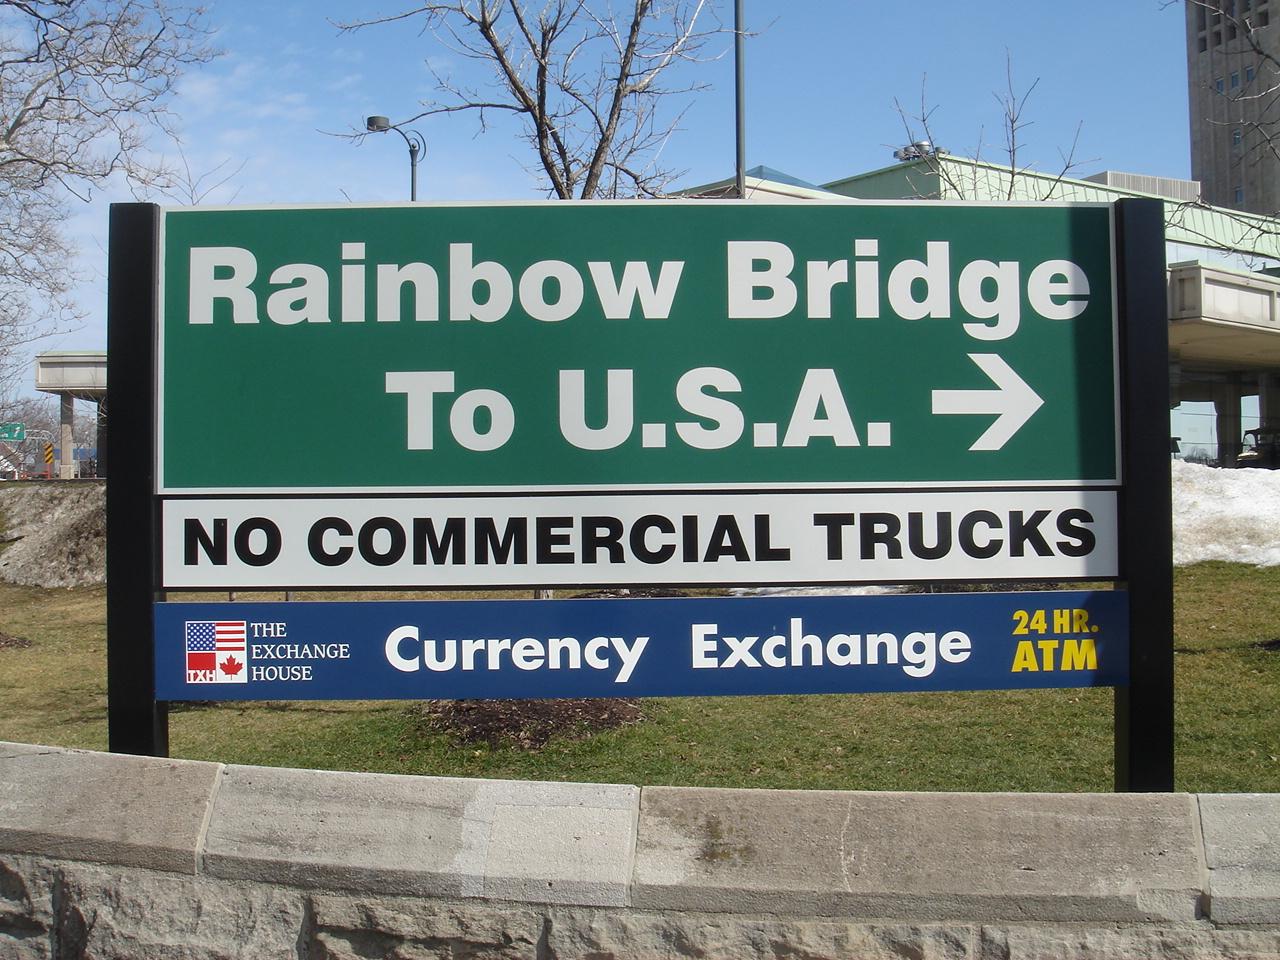 Rainbow Bridge
To U.S.A. →
NO COMMERCIAL TRUCKS
THE
EXCHANGE
HOUSE
TXH
Currency Exchange
24 HR.
ATM